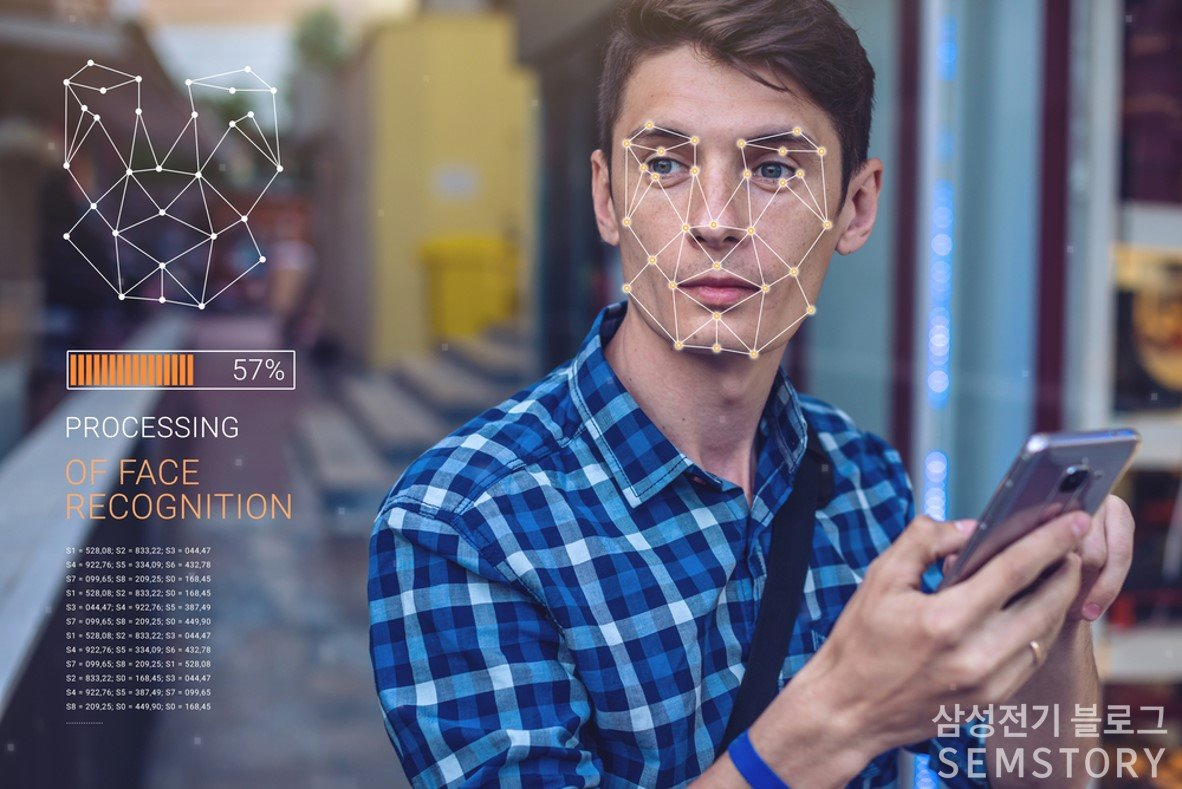 57%
PROCESSING
OF FACE
RECOGNITION
S1 = 528,08; S2 = 833,22; S3 = 044,47
S4 = 922,76; S5 = 334,09; S6 = 432,78
S7 = 099,65; S8 = 209,25; S0 = 168,45
S1 = 528,08; S2 = 833,22; S0 = 168,45
S3 = 044,47; S4 = 922,76; S5 = 387,49
S7 = 099,65; S8 = 209,25; S0 = 449,90
S1 = 528,08; S2 = 833,22; S3 = 044,47
S4 = 922,76; S5 = 334,09; S6 = 432,78
S7 = 099,65; S8 = 209,25; S1 = 528,08
S2 = 833,22; S0 = 168,45; S3 = 044,47
S4 = 922,76; S5 = 387,49; S7 = 099,65
S8 = 209,25; S0 = 449,90; S0 = 168,45
................
삼성전기 블로그
SEMSTORY